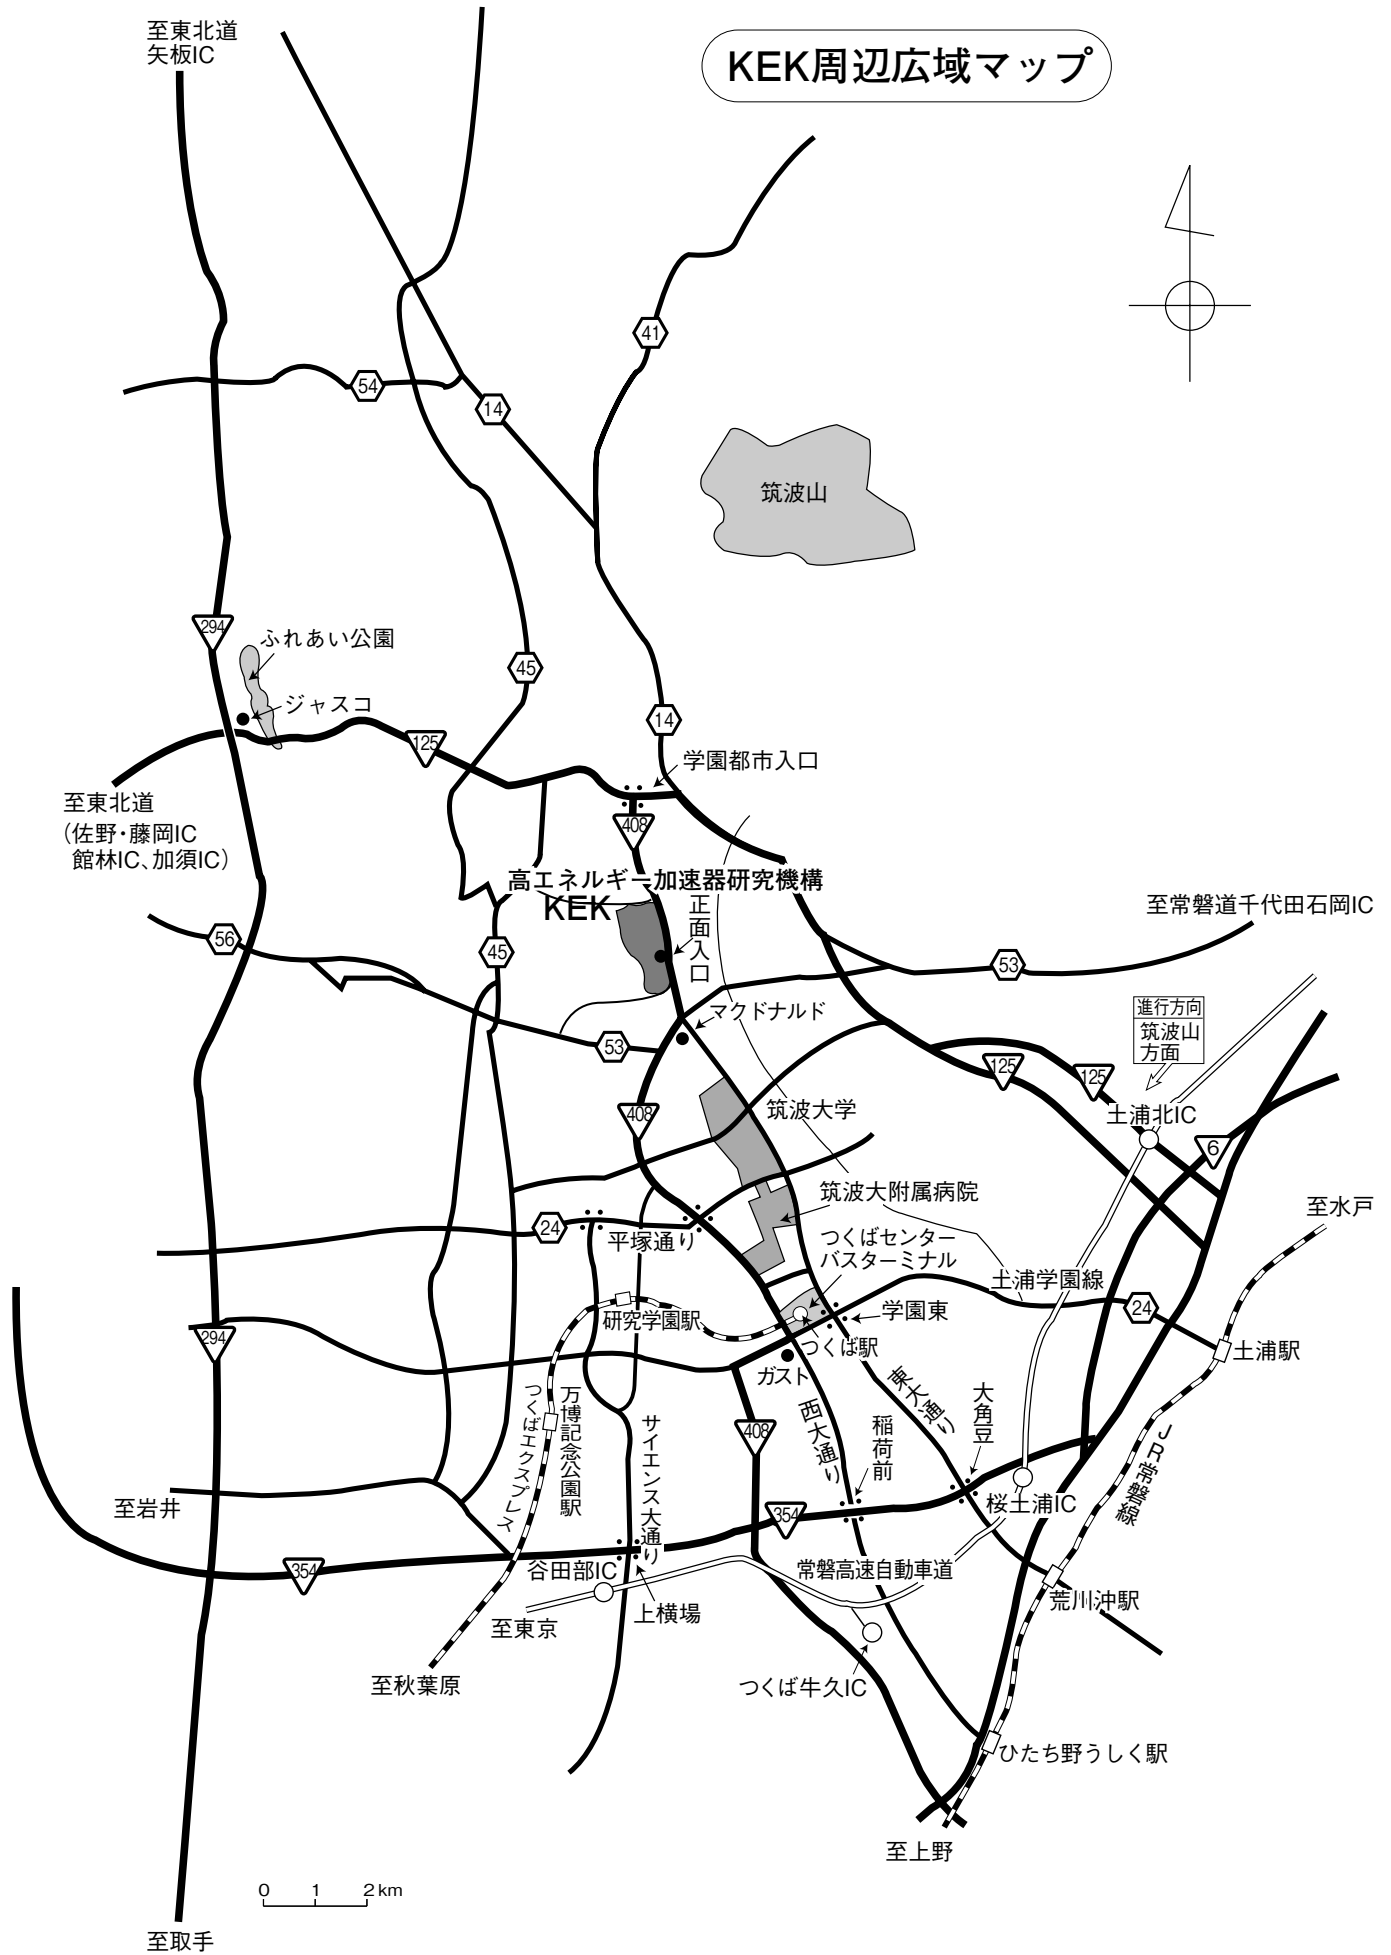 KEK周辺広域マップ
至東北道
矢板IC
41
54
14
筑波山
294
ふれあい公園
45
ジャスコ
14
125
学園都市入口
至東北道
(佐野・藤岡IC
館林IC、加須IC)
408
高エネルギー加速器研究機構
KEK
正面入口
至常磐道千代田石岡IC
56
45
53
進行方向
筑波山
方面
マクドナルド
53
125
125
408
筑波大学
土浦北IC
6
筑波大附属病院
至水戸
24
平塚通り
つくばセンター
バスターミナル
土浦学園線
24
研究学園駅
学園東
294
つくば駅
土浦駅
ガスト
つくばエクスプレス
万博記念公園駅
サイエンス大通り
408
西大通り
東大通り
稲荷前
大角豆
JR常磐線
至岩井
354
桜土浦IC
354
谷田部IC
常磐高速自動車道
荒川沖駅
至東京
上横場
至秋葉原
つくば牛久IC
ひたち野うしく駅
至上野
0 1 2km
至取手